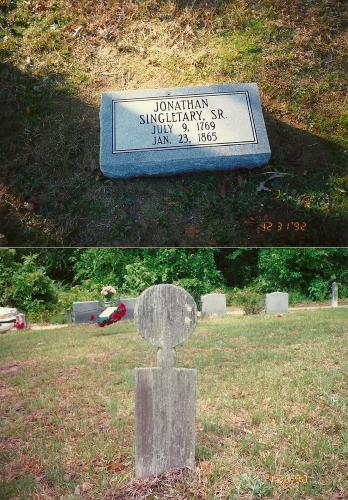 JONATHAN
SINGLETARY, SR.
JULY 9, 1769
JAN. 23, 1865
12 31 '92